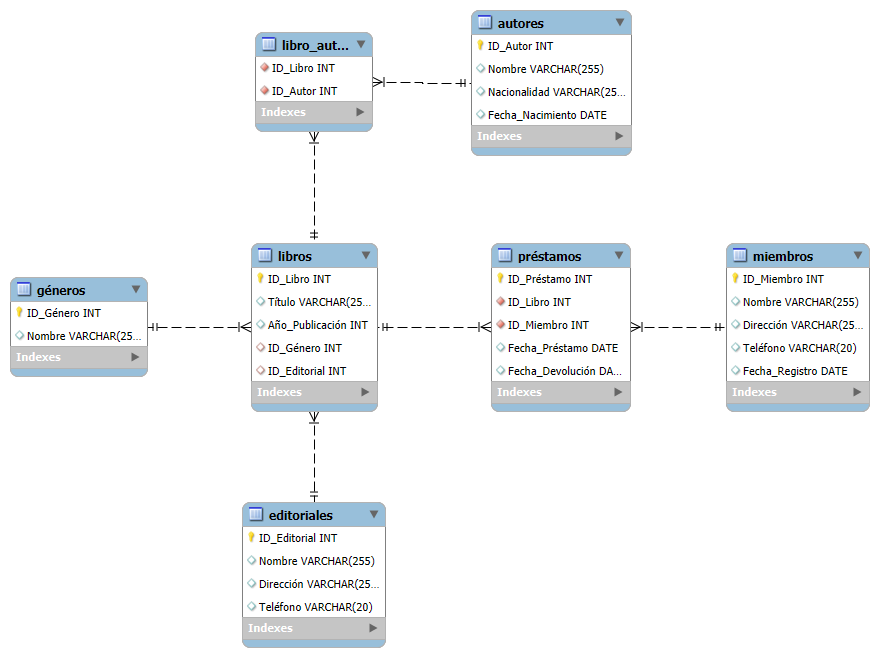 autores
ID_Autor INT
Nombre VARCHAR(255)
Nacionalidad VARCHAR(25...
Fecha_Nacimiento DATE
Indexes
libro_aut...
ID_Libro INT
ID_Autor INT
Indexes
géneros
ID_Género INT
Nombre VARCHAR(25...
Indexes
libros
ID_Libro INT
Título VARCHAR(25...
Año_Publicación INT
ID_Género INT
ID_Editorial INT
Indexes
préstamos
ID_Préstamo INT
ID_Libro INT
ID_Miembro INT
Fecha_Préstamo DATE
Fecha_Devolución DA...
Indexes
miembros
ID_Miembro INT
Nombre VARCHAR(255)
Dirección VARCHAR(25...
Teléfono VARCHAR(20)
Fecha_Registro DATE
Indexes
editoriales
ID_Editorial INT
Nombre VARCHAR(255)
Dirección VARCHAR(25...
Teléfono VARCHAR(20)
Indexes